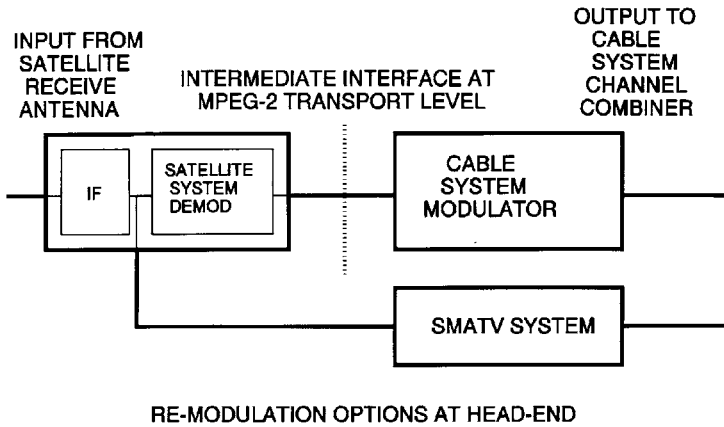 INPUT FROM
SATELLITE
RECEIVE
ANTENNA
INTERMEDIATE INTERFACE AT
MPEG-2 TRANSPORT LEVEL
OUTPUT TO
CABLE
SYSTEM
CHANNEL
COMBINER
IF
SATELLITE
SYSTEM
DEMOD
CABLE
SYSTEM
MODULATOR
SMATV SYSTEM
RE-MODULATION OPTIONS AT HEAD-END